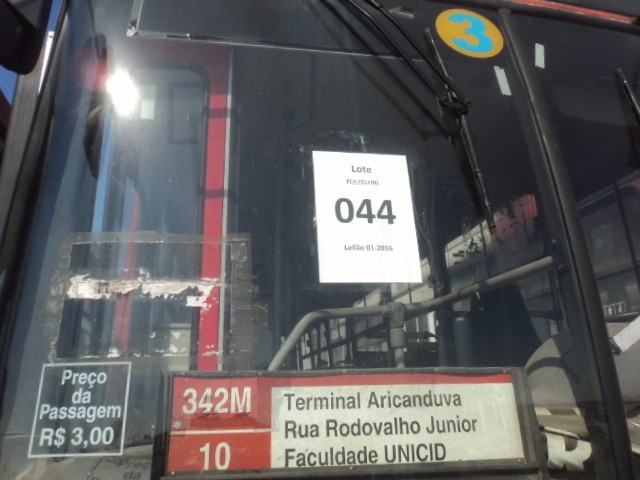 3
Lote
044
Leilão 01-2016
Preço
da
Passagem
R$ 3,00
342M
10
Terminal Aricanduva
Rua Rodovalho Junior
Faculdade UNICID